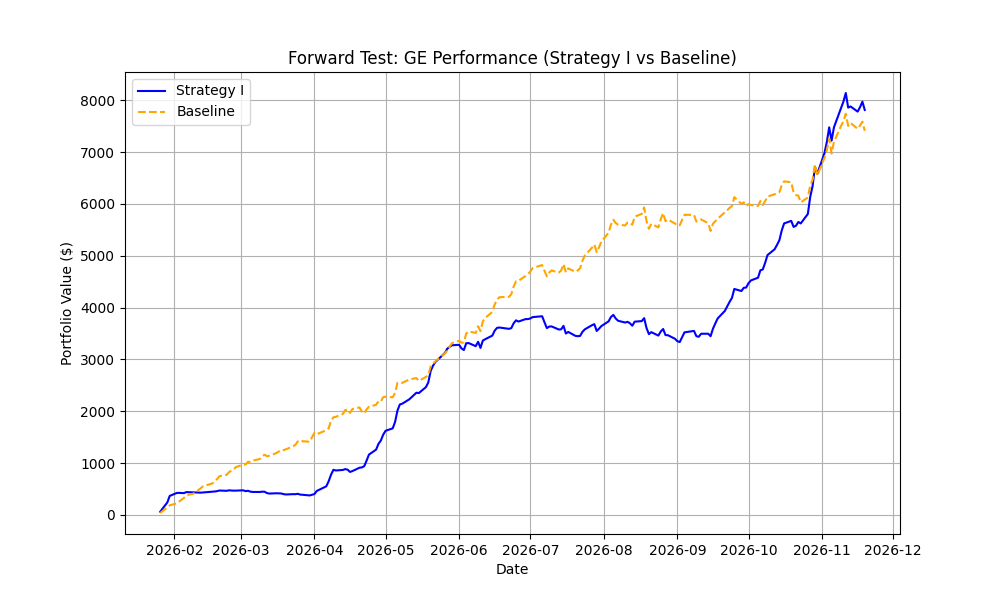 Forward Test: GE Performance (Strategy I vs Baseline)
Strategy I
Baseline
Portfolio Value ($)
8000
7000
6000
5000
4000
3000
2000
1000
0
2026-02 2026-03 2026-04 2026-05 2026-06 2026-07 2026-08 2026-09 2026-10 2026-11 2026-12
Date